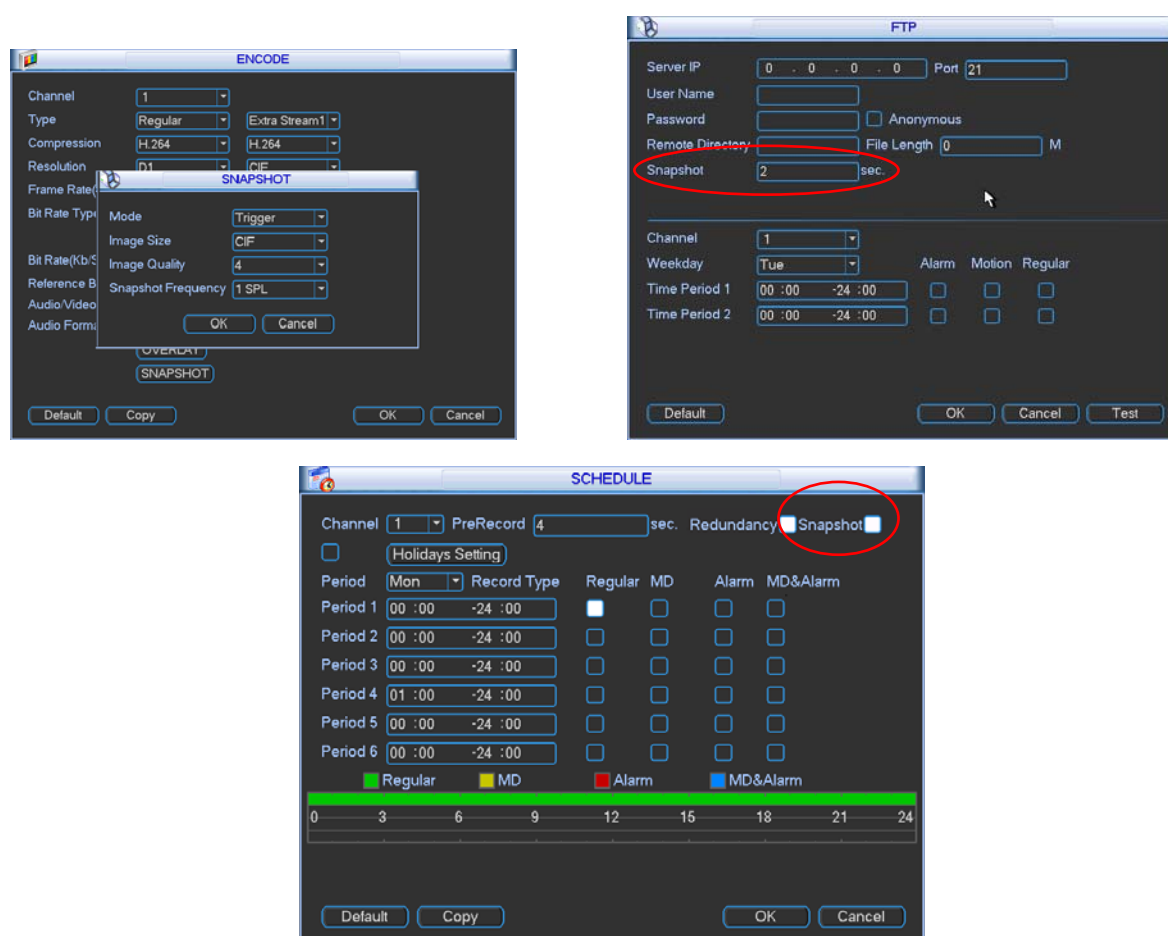 ENCODE
Channel 1
Type Regular Extra Stream1
Compression H.264 H.264
Resolution D1 CIF
Frame Rate(
Bit Rate Type
Bit Rate(Kb/S
Reference B
Audio/Video
Audio Forma
SNAPSHOT
Mode Trigger
Image Size CIF
Image Quality 4
Snapshot Frequency 1 SPL
OK Cancel
OVERLAY
SNAPSHOT
Default Copy OK Cancel
FTP
Server IP 0 . 0 . 0 . 0 Port 21
User Name
Password Anonymous
Remote Directory File Length 0 M
Snapshot 2 sec.
Channel 1
Weekday Tue Alarm Motion Regular
Time Period 1 00 :00 -24 :00
Time Period 2 00 :00 -24 :00
Default OK Cancel Test
SCHEDULE
Channel 1 PreRecord 4 sec. Redundancy Snapshot
Holidays Setting
Period Mon Record Type Regular MD Alarm MD&Alarm
Period 1 00 :00 -24 :00
Period 2 00 :00 -24 :00
Period 3 00 :00 -24 :00
Period 4 01 :00 -24 :00
Period 5 00 :00 -24 :00
Period 6 00 :00 -24 :00
Regular MD Alarm MD&Alarm
0 3 6 9 12 15 18 21 24
Default Copy OK Cancel